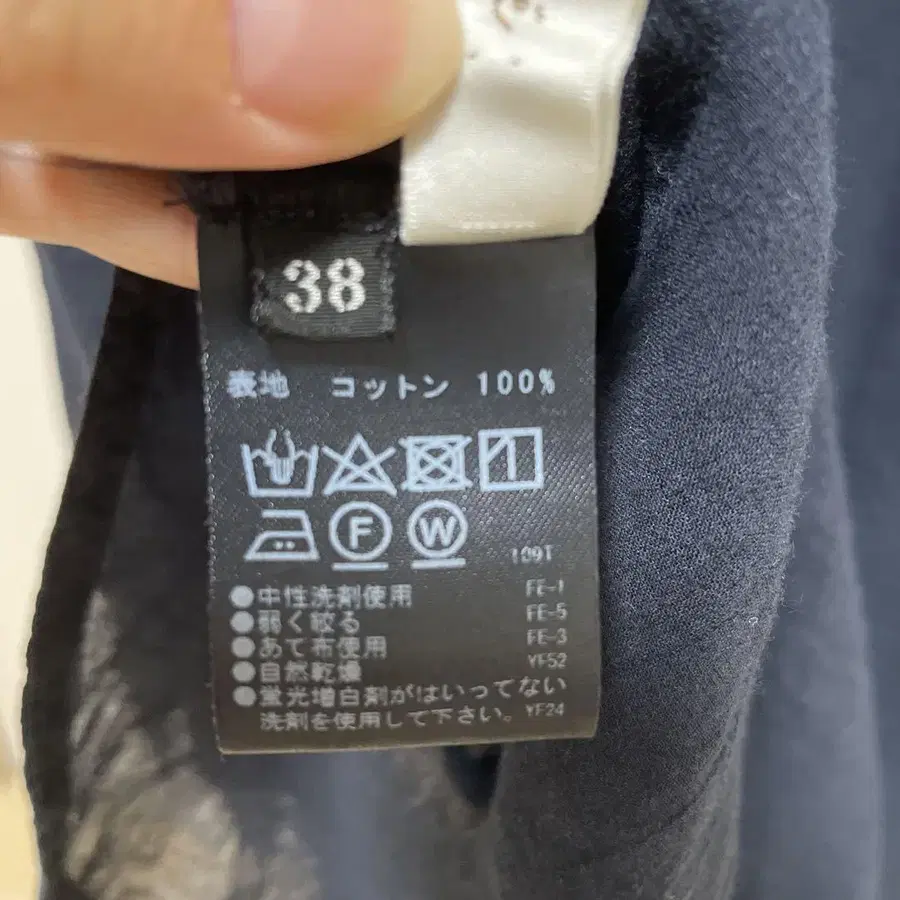 38
表地 コットン 100%
F W
109T
●中性洗剤使用 FE-1
●弱く絞る FE-5
●あて布使用 FE-3
●自然乾燥 YF52
●蛍光増白剤がはいってない
洗剤を使用して下さい。 YF24